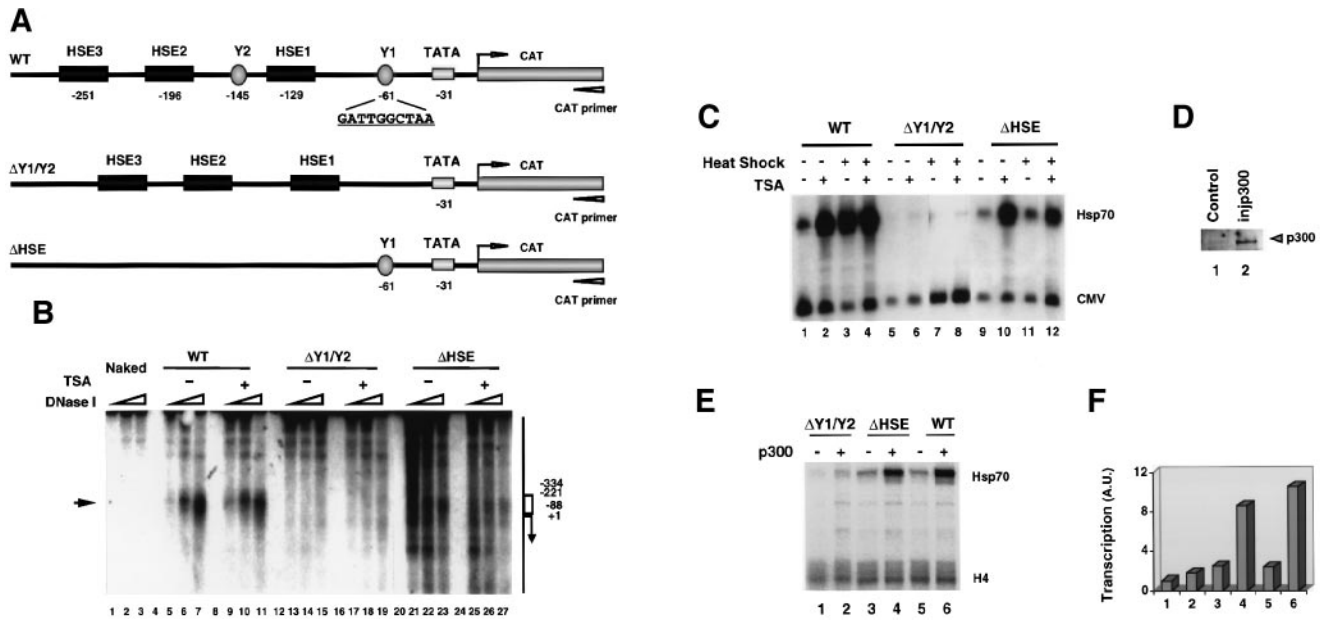 A
WT
HSE3 HSE2 Y2 HSE1 Y1 TATA CAT
-251 -196 -145 -129 -61 -31
CAT primer
GATTGGCTAA
ΔY1/Y2
HSE3 HSE2 HSE1 TATA CAT
-31
CAT primer
ΔHSE
Y1 TATA CAT
-61 -31
CAT primer
B
Naked WT ΔY1/Y2 ΔHSE
TSA - + - + - +
DNase I
-334
-221
-88
+1
1 2 3 4 5 6 7 8 9 10 11 12 13 14 15 16 17 18 19 20 21 22 23 24 25 26 27
C
WT ΔY1/Y2 ΔHSE
Heat Shock - - + + - - + + - - + +
TSA - + - + - + - + - + - +
Hsp70
CMV
1 2 3 4 5 6 7 8 9 10 11 12
D
Control injp300
p300
1 2
E
ΔY1/Y2 ΔHSE WT
p300 - + - + - +
Hsp70
H4
1 2 3 4 5 6
F
Transcription (A.U.)
12
8
4
0
1 2 3 4 5 6